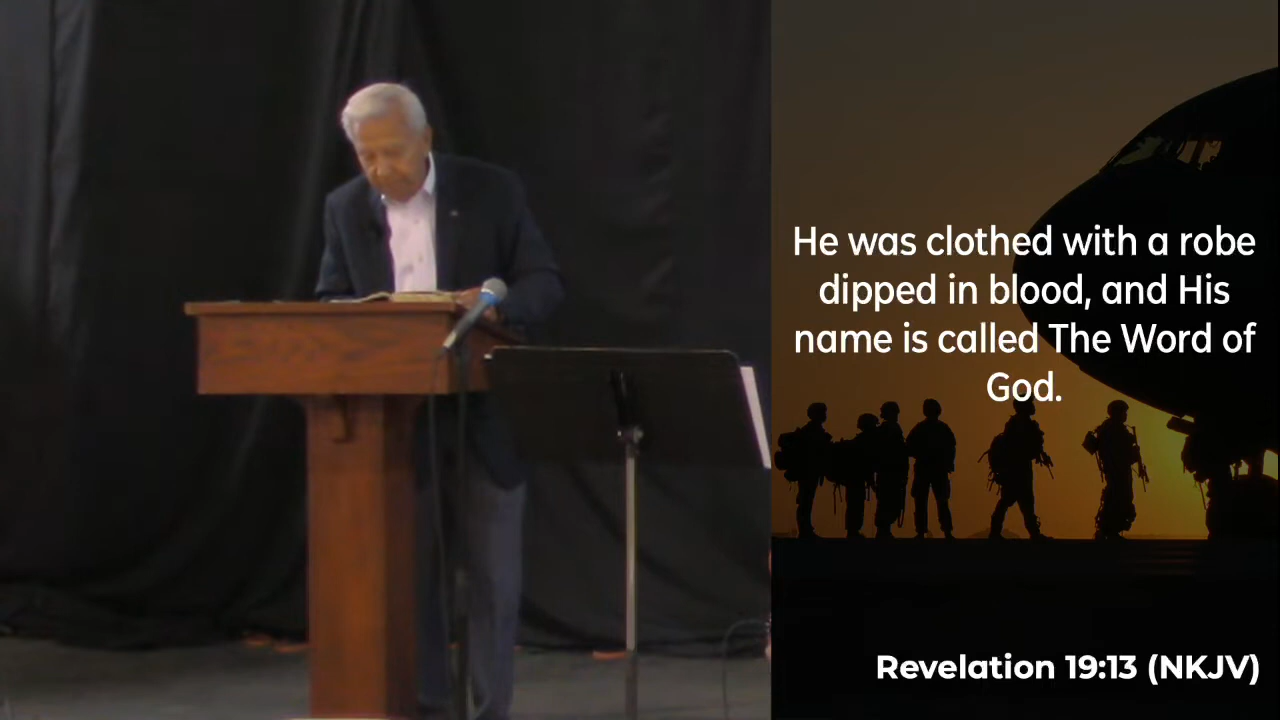 He was clothed with a robe
dipped in blood, and His
name is called The Word of
God.
Revelation 19:13 (NKJV)